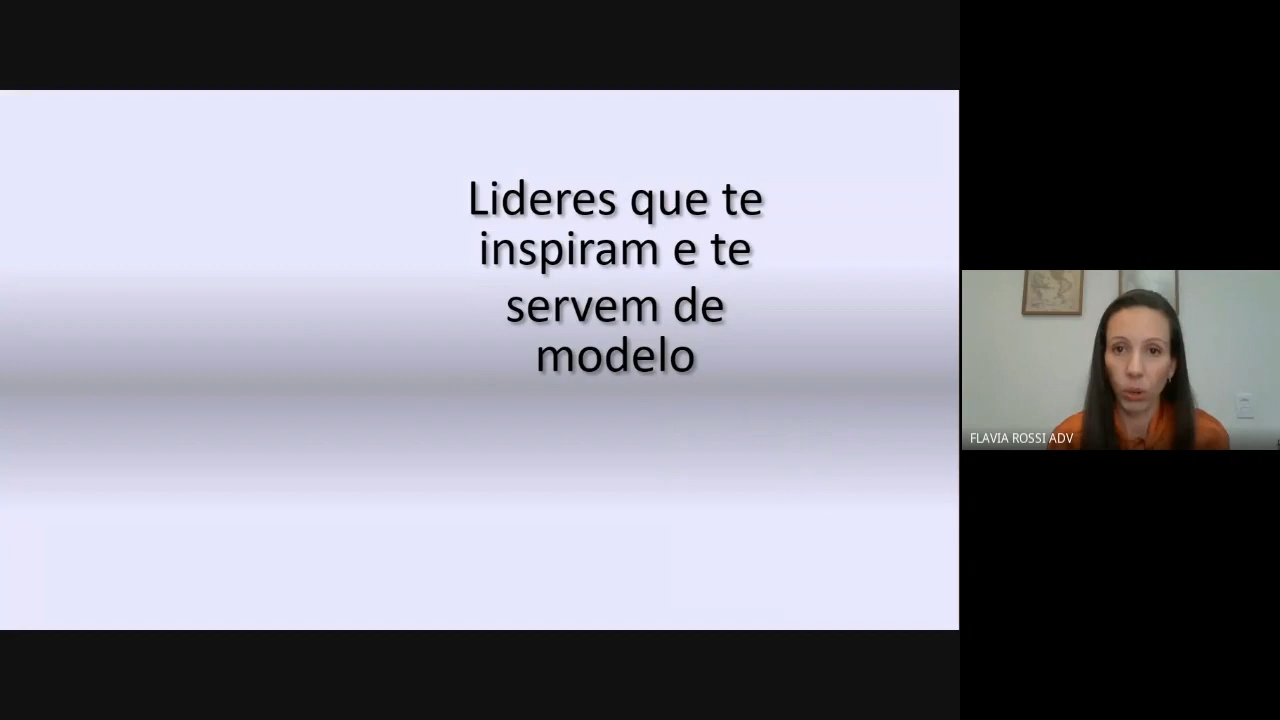 Lideres que te
inspiram e te
servem de
modelo
FLAVIA ROSSI ADV